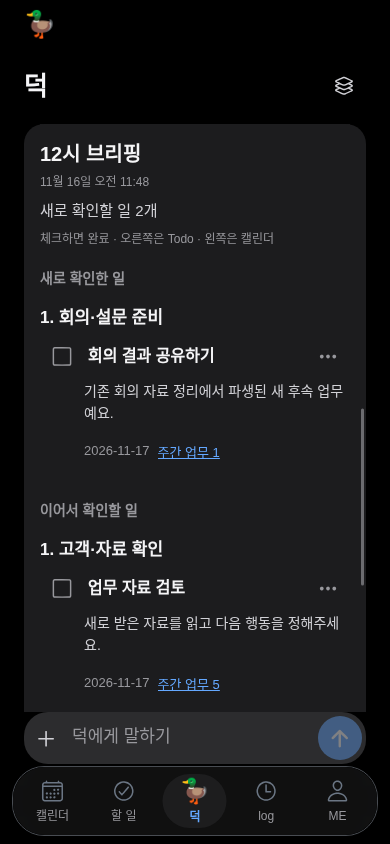 덕
12시 브리핑
11월 16일 오전 11:48
새로 확인할 일 2개
체크하면 완료 · 오른쪽은 Todo · 왼쪽은 캘린더
새로 확인한 일
1. 회의·설문 준비
회의 결과 공유하기
기존 회의 자료 정리에서 파생된 새 후속 업무
예요.
2026-11-17 주간 업무 1
이어서 확인할 일
1. 고객·자료 확인
업무 자료 검토
새로 받은 자료를 읽고 다음 행동을 정해주세
요.
2026-11-17 주간 업무 5
덕에게 말하기
캘린더 할 일 덕 log ME